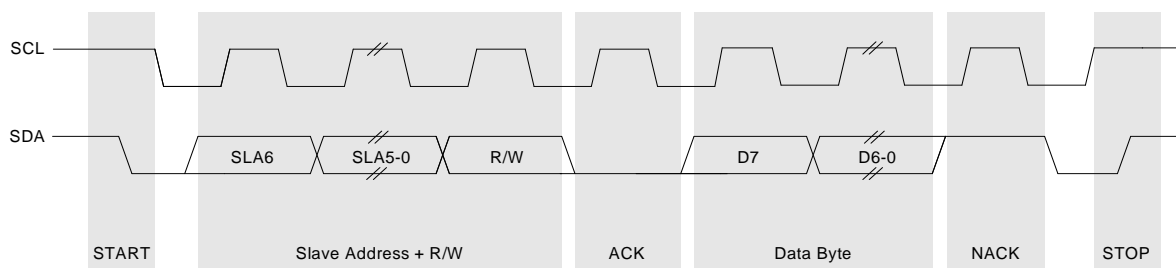 SCL
SDA
SLA6
SLA5-0
R/W
D7
D6-0
START
Slave Address + R/W
ACK
Data Byte
NACK
STOP